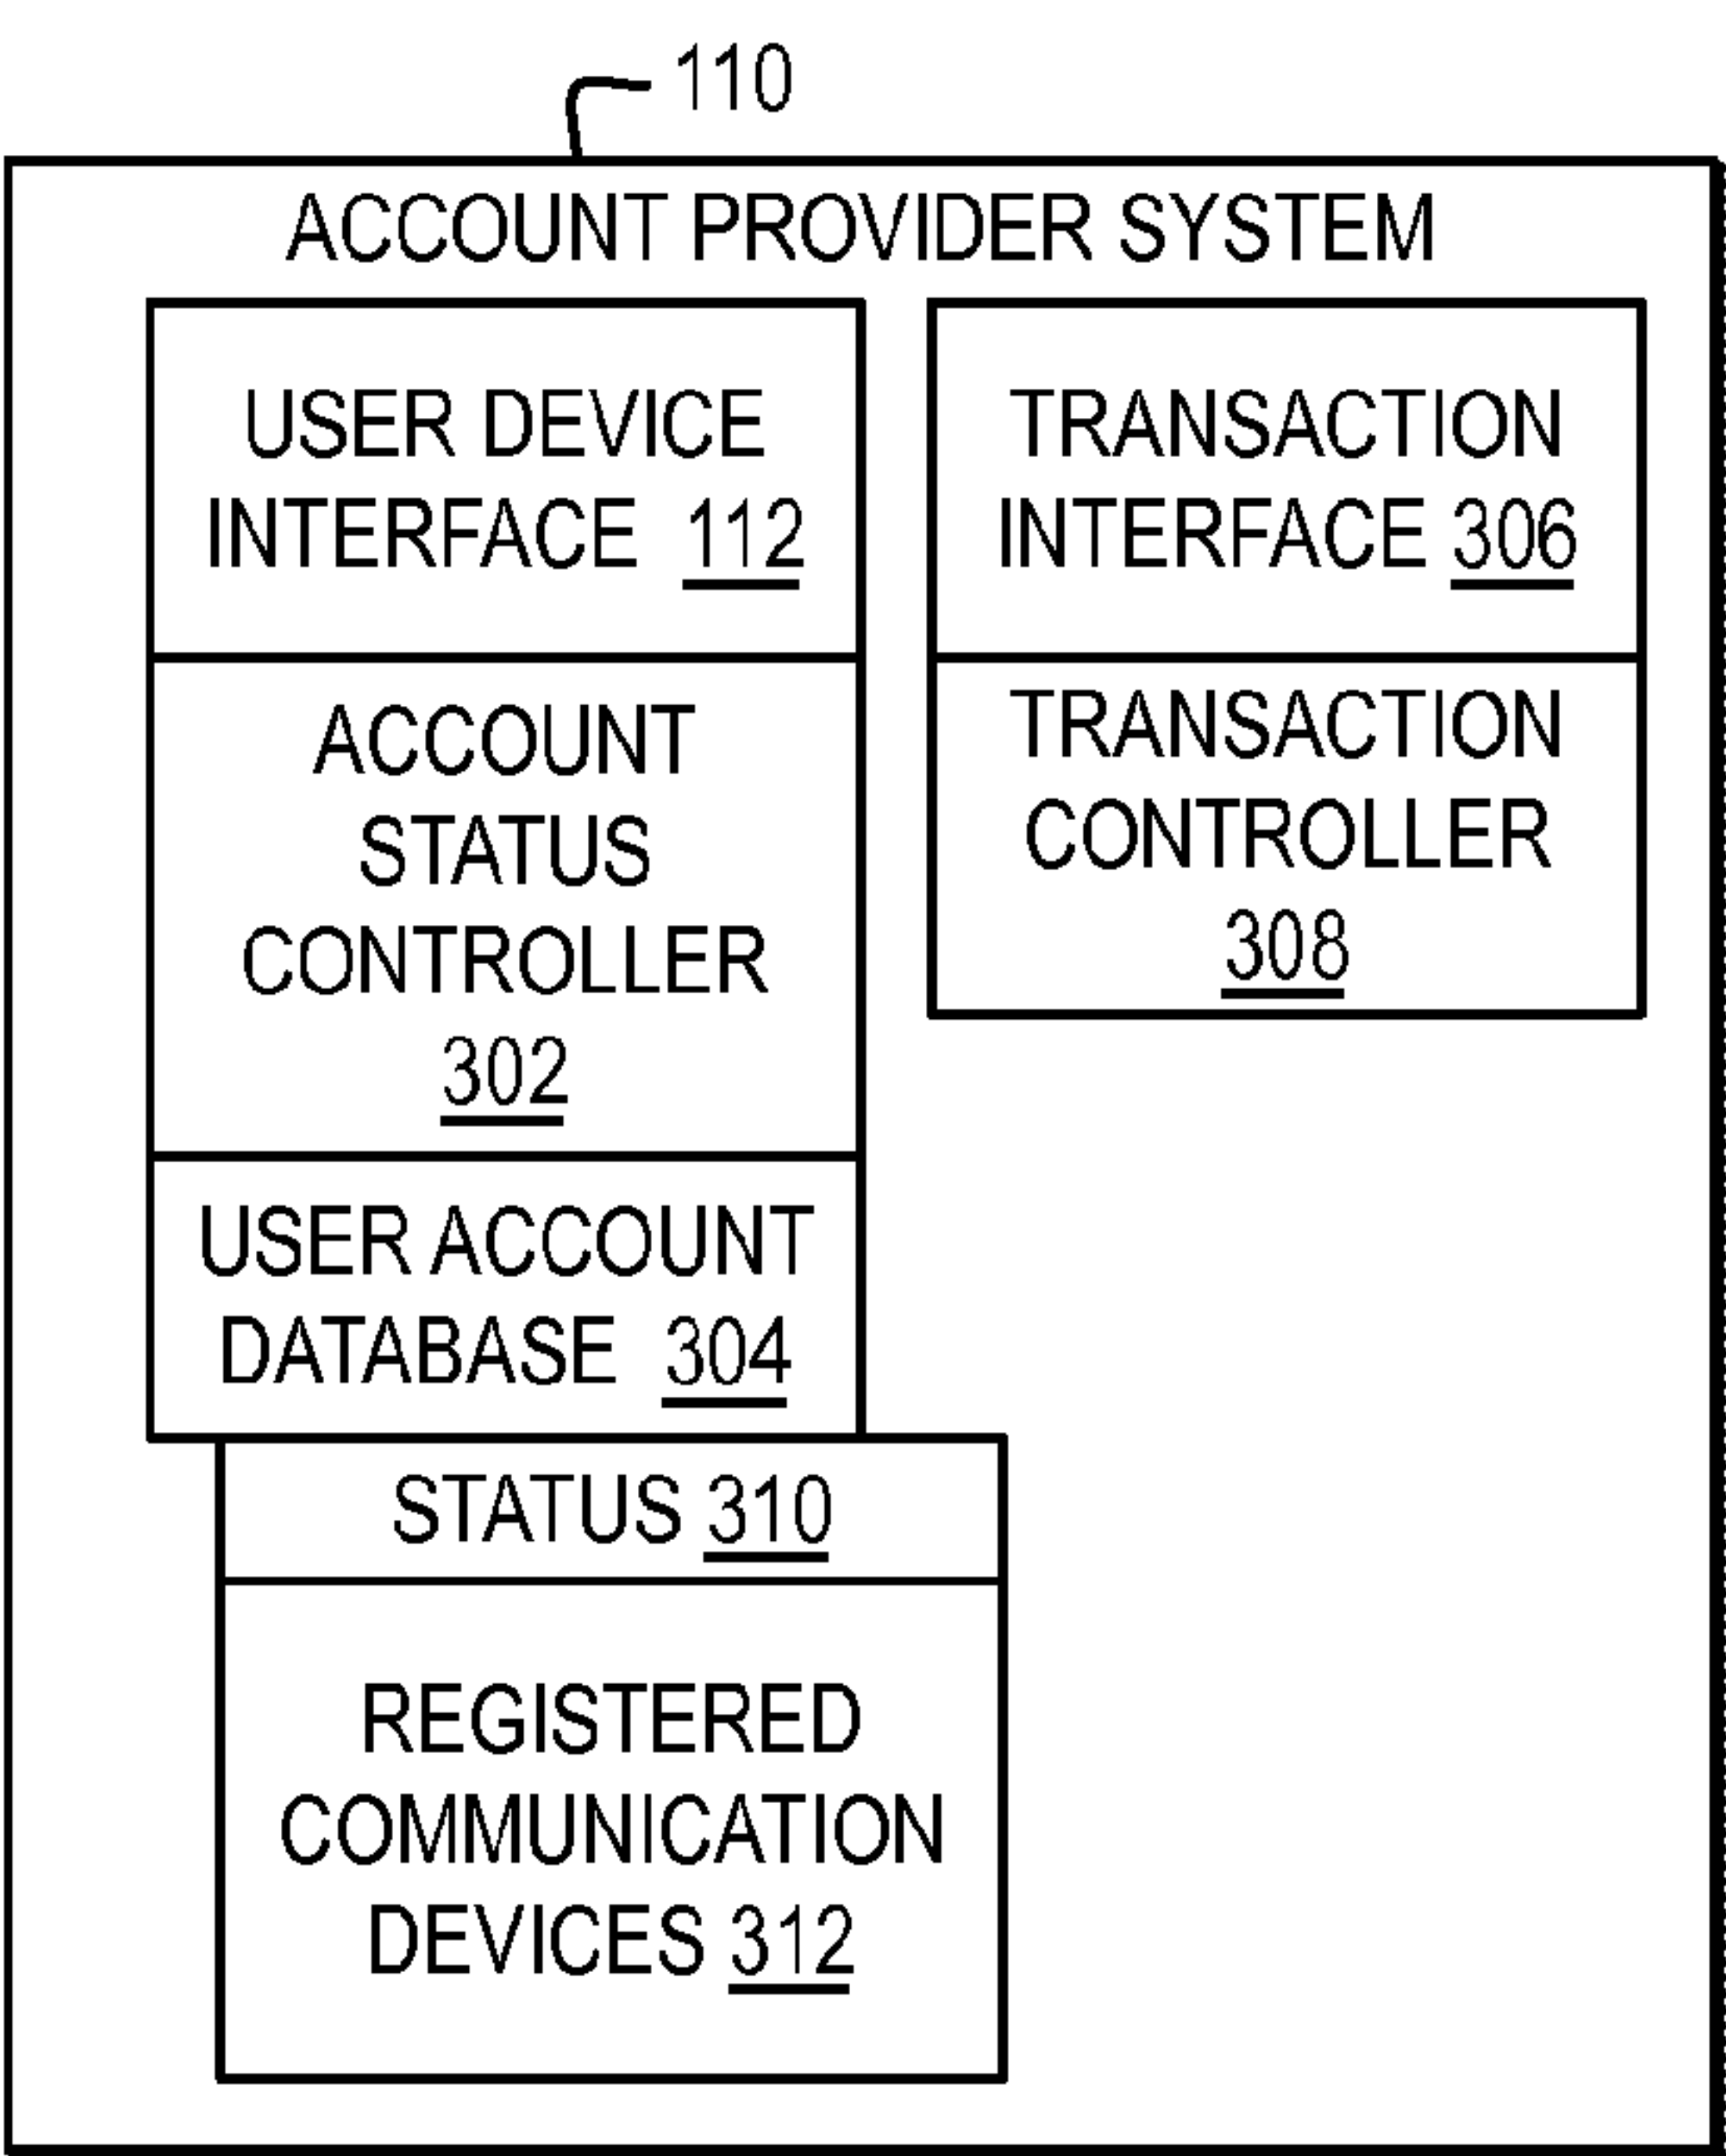 110
ACCOUNT PROVIDER SYSTEM
USER DEVICE
INTERFACE 112
ACCOUNT
STATUS
CONTROLLER
302
USER ACCOUNT
DATABASE 304
STATUS 310
REGISTERED
COMMUNICATION
DEVICES 312
TRANSACTION
INTERFACE 306
TRANSACTION
CONTROLLER
308